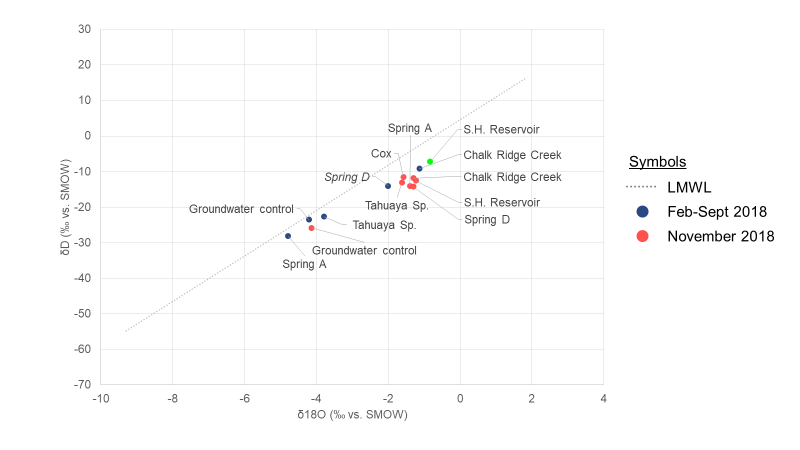 30
20
10
0
-10
-20
-30
-40
-50
-60
-70
δD (‰ vs. SMOW)
Spring A
S.H. Reservoir
Cox
Chalk Ridge Creek
Spring D
Chalk Ridge Creek
Tahuaya Sp.
S.H. Reservoir
Groundwater control
Spring D
Tahuaya Sp.
Groundwater control
Spring A
-10 -8 -6 -4 -2 0 2 4
δ18O (‰ vs. SMOW)
Symbols
LMWL
Feb-Sept 2018
November 2018